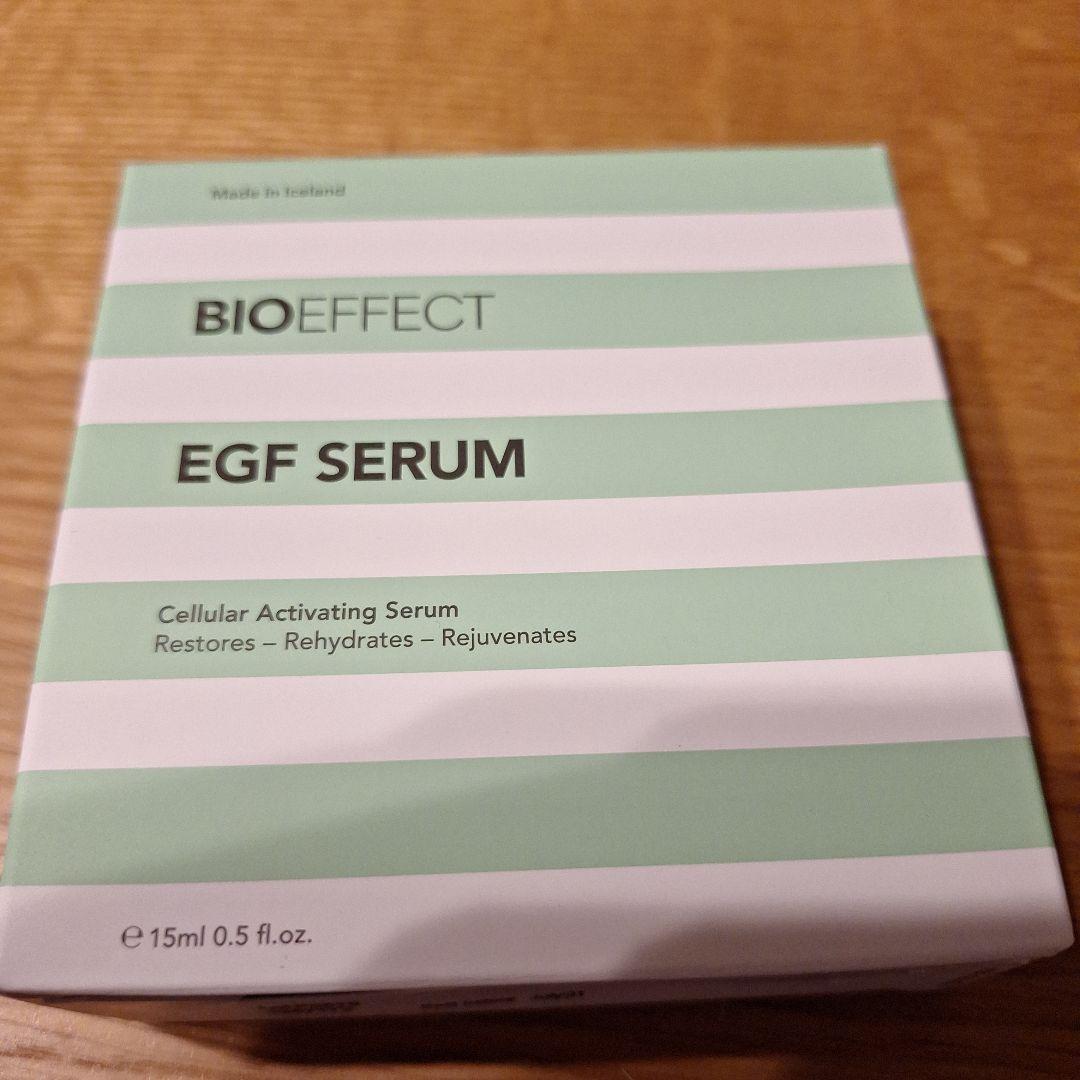 Made in Iceland
BIOEFFECT
EGF SERUM
Cellular Activating Serum
Restores – Rehydrates – Rejuvenates
℮ 15ml 0.5 fl.oz.